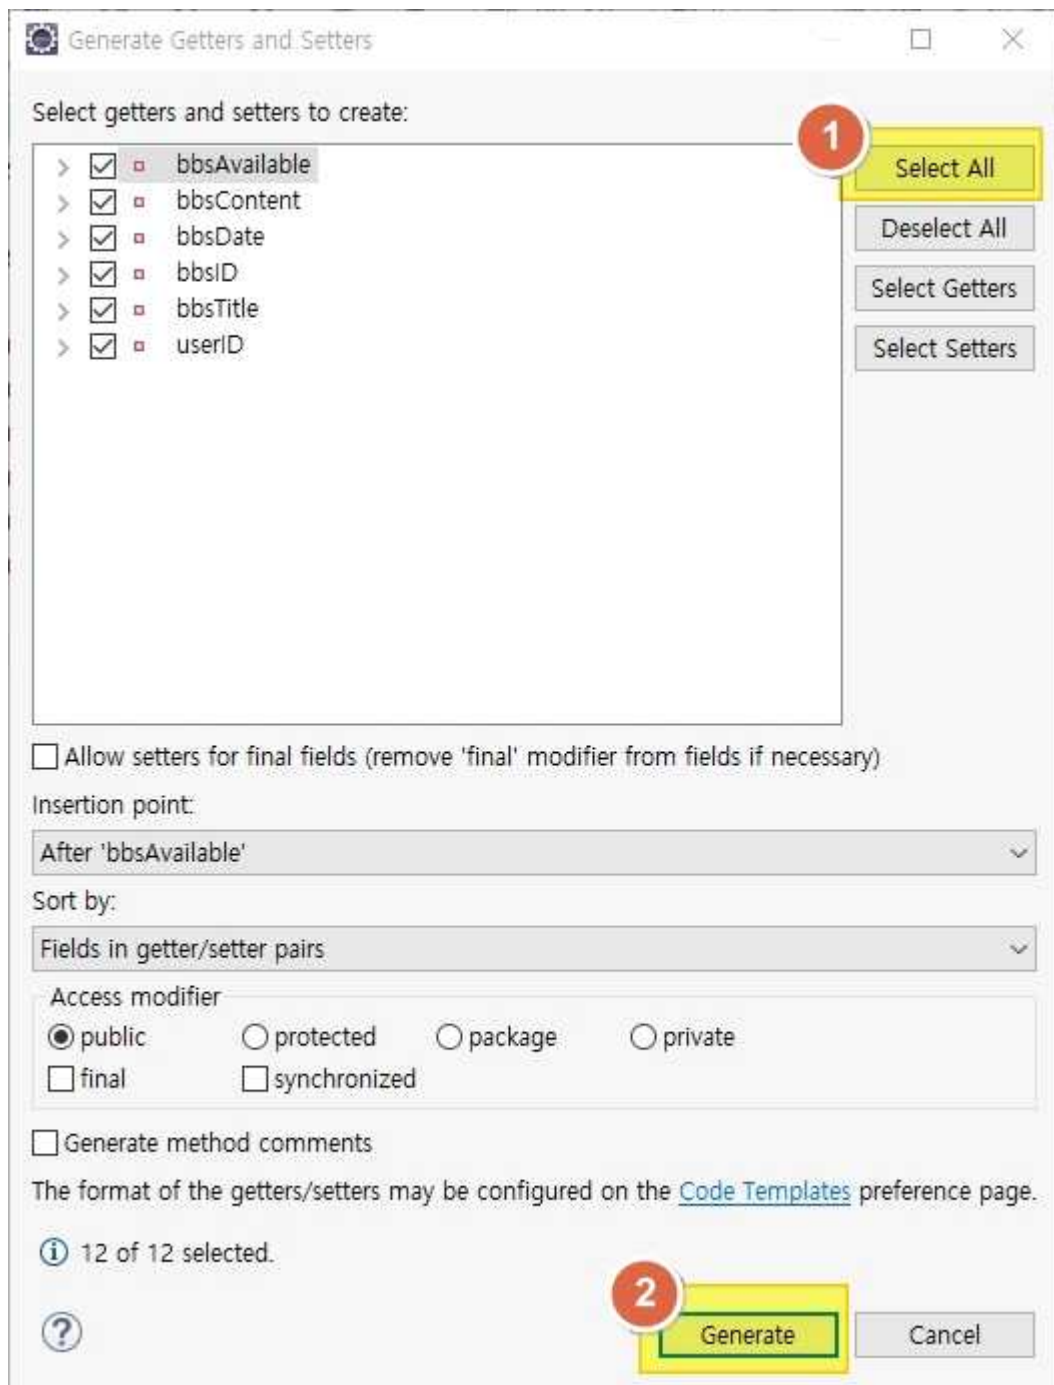 Generate Getters and Setters
Select getters and setters to create:
1
bbsAvailable
Select All
bbsContent
Deselect All
bbsDate
bbsID
Select Getters
bbsTitle
userID
Select Setters
Allow setters for final fields (remove 'final' modifier from fields if necessary)
Insertion point:
After 'bbsAvailable'
Sort by:
Fields in getter/setter pairs
Access modifier
public protected package private
final synchronized
Generate method comments
The format of the getters/setters may be configured on the Code Templates preference page.
12 of 12 selected.
2
Generate Cancel